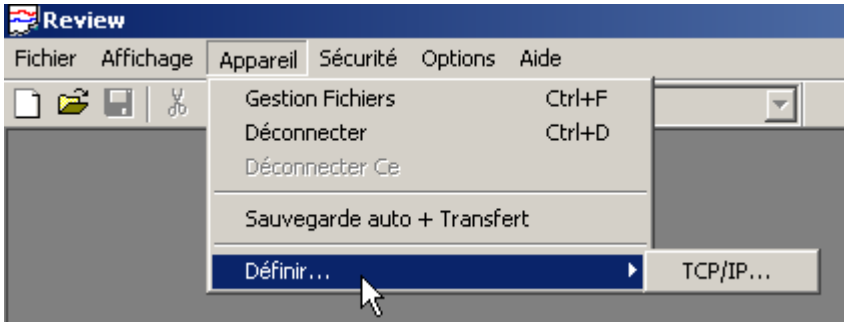 Review
Fichier Affichage Appareil Sécurité Options Aide
Gestion Fichiers Ctrl+F
Déconnecter Ctrl+D
Déconnecter Ce
Sauvegarde auto + Transfert
Définir... TCP/IP...